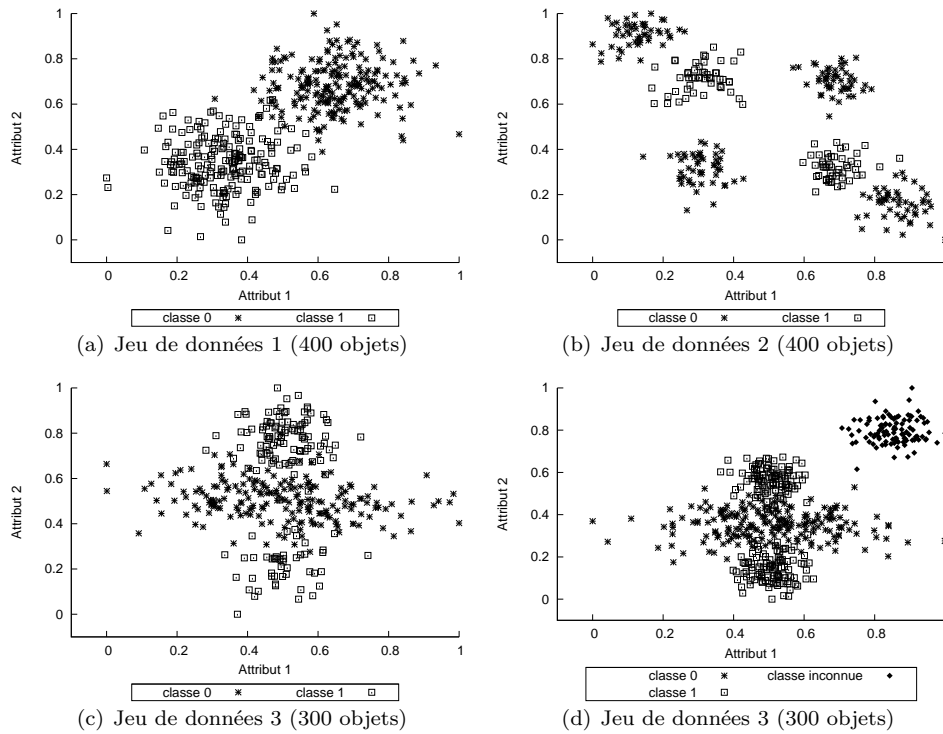 1
0.8
0.6
0.4
0.2
0
Attribut 2
0 0.2 0.4 0.6 0.8 1
Attribut 1
classe 0 classe 1
(a) Jeu de données 1 (400 objets)
1
0.8
0.6
0.4
0.2
0
Attribut 2
0 0.2 0.4 0.6 0.8
Attribut 1
classe 0 classe 1
(b) Jeu de données 2 (400 objets)
1
0.8
0.6
0.4
0.2
0
Attribut 2
0 0.2 0.4 0.6 0.8 1
Attribut 1
classe 0 classe 1
(c) Jeu de données 3 (300 objets)
1
0.8
0.6
0.4
0.2
0
Attribut 2
0 0.2 0.4 0.6 0.8
Attribut 1
classe 0 classe inconnue
classe 1
(d) Jeu de données 3 (300 objets)